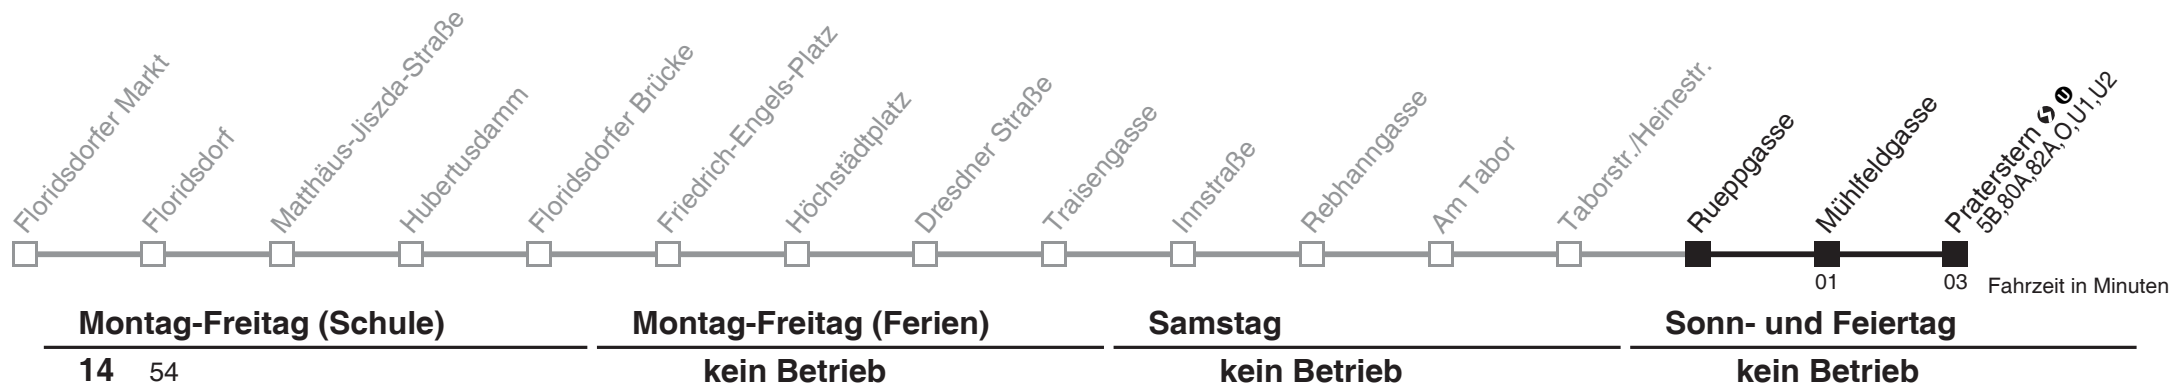 Floridsdorfer Markt
Floridsdorf
Matthäus-Jiszda-Straße
Hubertusdamm
Floridsdorfer Brücke
Friedrich-Engels-Platz
Höchstädtplatz
Dresdner Straße
Traisengasse
Innstraße
Rebhanngasse
Am Tabor
Taborstr./Heinestr.
Rueppgasse
Mühlfeldgasse
Praterstern S U
5B,80A,82A,O,U1,U2
01 03 Fahrzeit in Minuten
Montag-Freitag (Schule) Montag-Freitag (Ferien) Samstag Sonn- und Feiertag
14 54 kein Betrieb kein Betrieb kein Betrieb